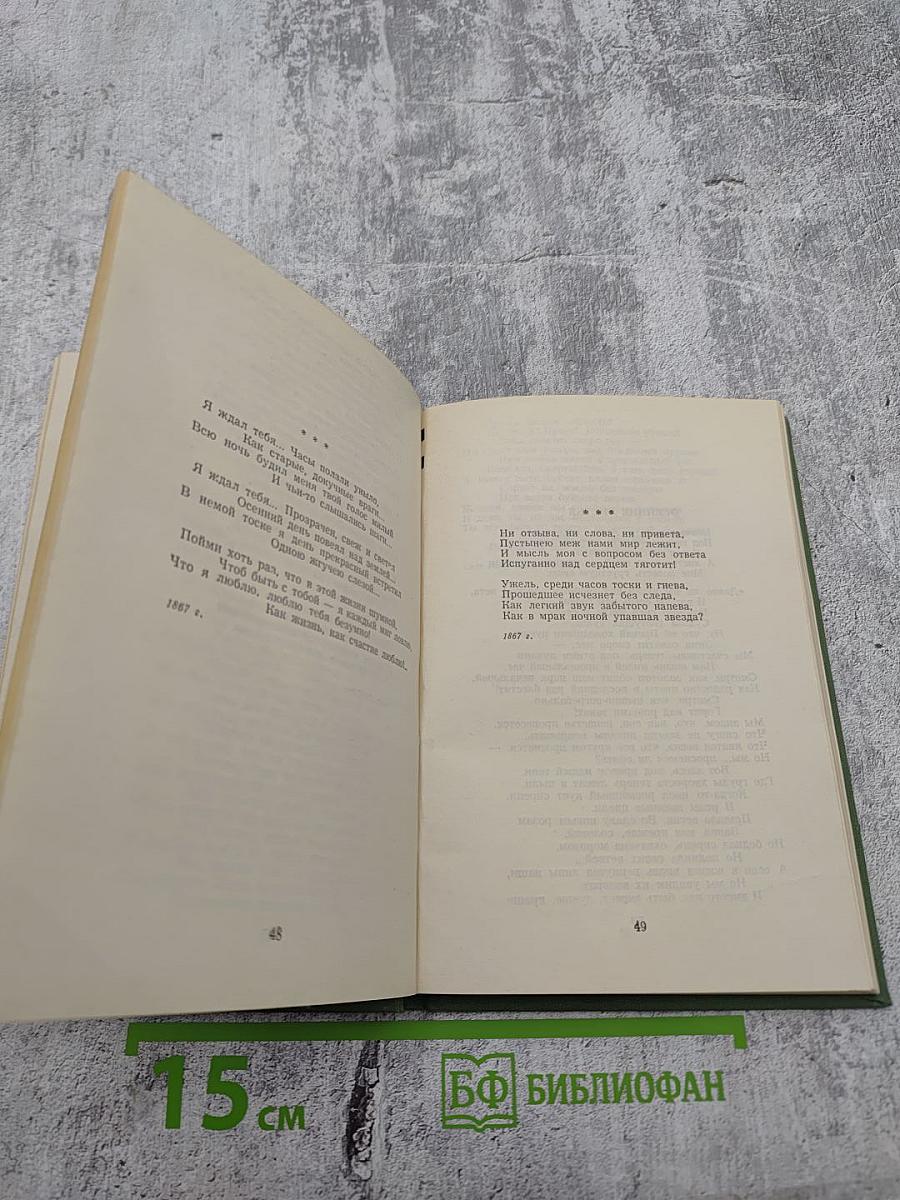 * * *
Я ждал тебя... Часы ползли уныло,
Как старые, докучные враги...
Всю ночь будил меня твой голос милый
И чьи-то слышались шаги...
Я ждал тебя... Прозрачен, свеж и светел
Осенний день повеял над землей...
В немой тоске я день прекрасный встретил
Одною жгучею слезой...
Пойми хоть раз, что в этой жизни шумной,
Чтоб быть с тобой — я каждый миг ловлю,
Что я люблю, люблю тебя безумно!
Как жизнь, как счастие люблю!..
1867 г.
48
* * *
Ни отзыва, ни слова, ни привета,
Пустынею меж нами мир лежит,
И мысль моя с вопросом без ответа
Испуганно над сердцем тяготит!
Ужель, среди часов тоски и гнева,
Прошедшее исчезнет без следа,
Как легкий звук забытого напева,
Как в мрак ночной упавшая звезда?
1867 г.
49
15 см
БФ БИБЛИОФАН